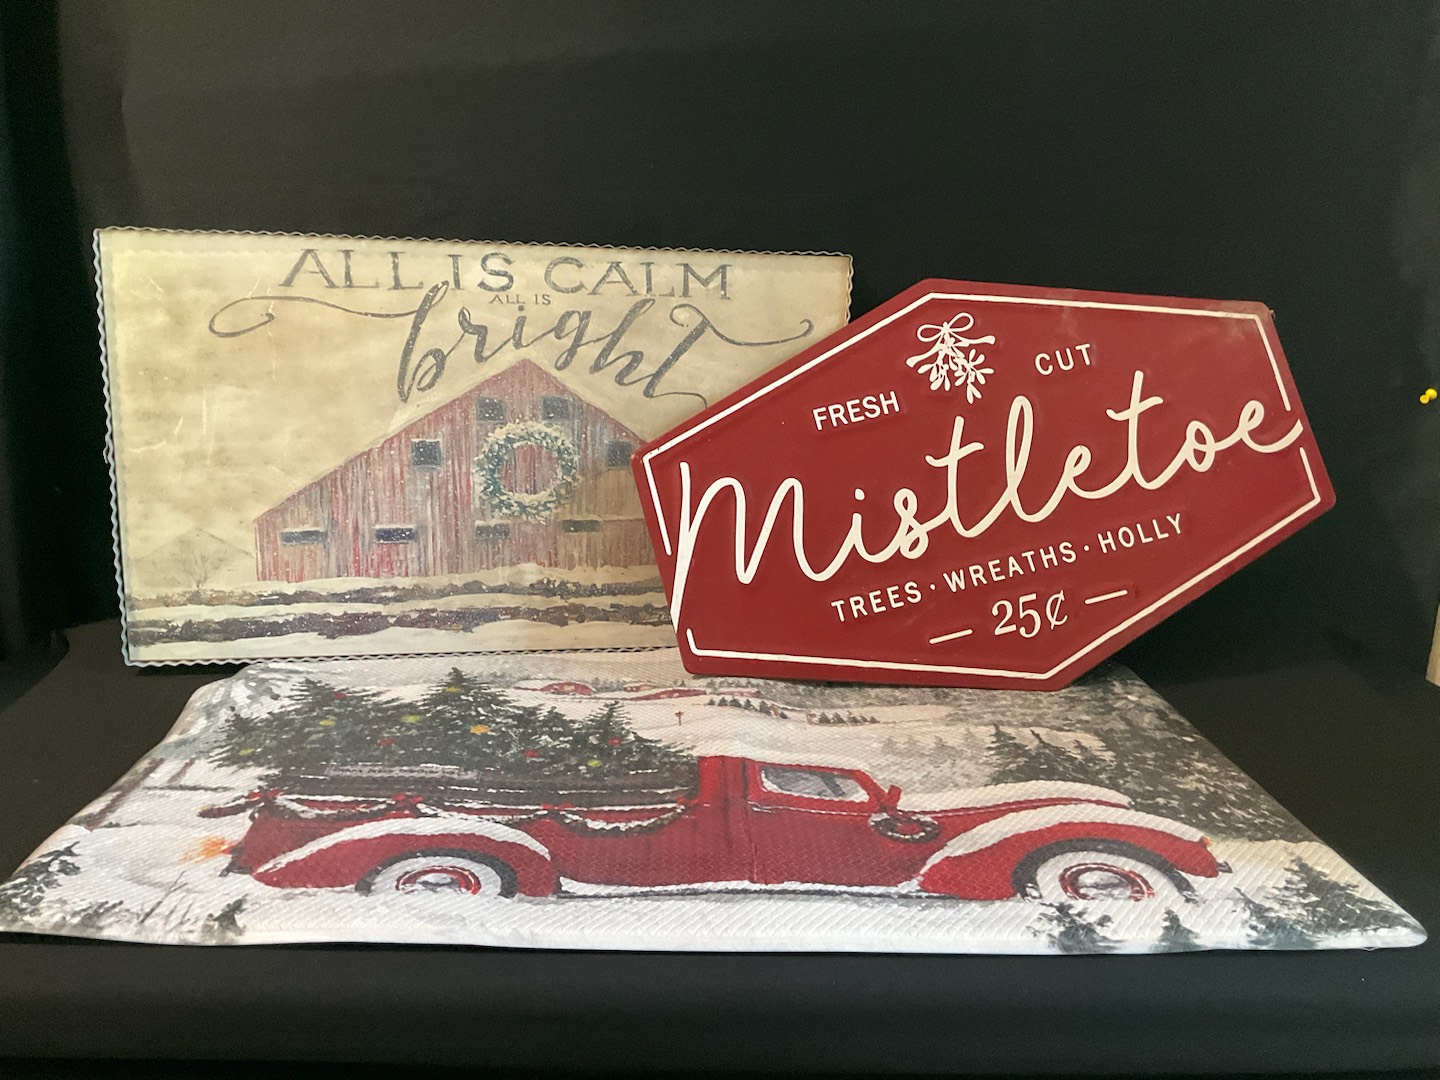 ALL IS CALM
ALL IS
bright
FRESH CUT
Mistletoe
TREES · WREATHS · HOLLY
25¢